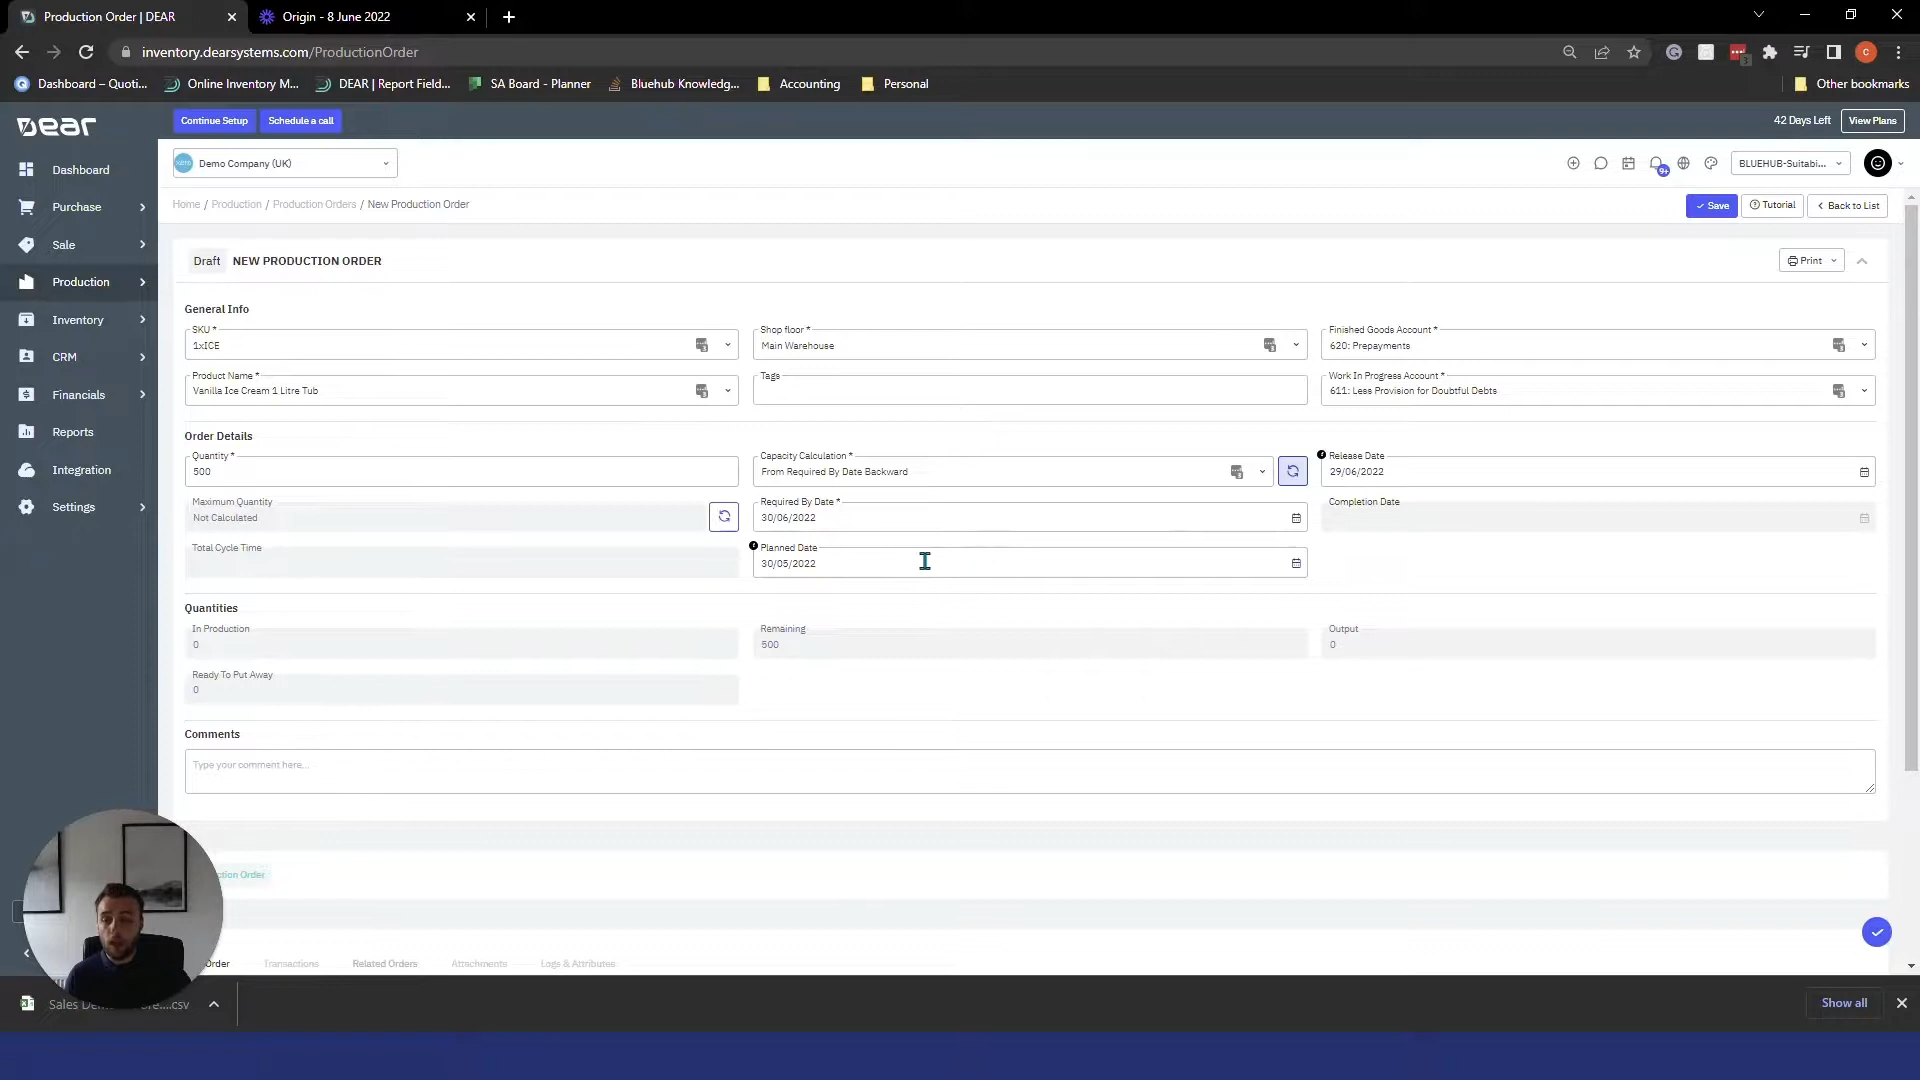 Production Order | DEAR
Origin - 8 June 2022
inventory.dearsystems.com/ProductionOrder
3
C
Dashboard – Quoti...
Online Inventory M...
DEAR | Report Field...
SA Board - Planner
Bluehub Knowledg...
Accounting
Personal
Other bookmarks
Dear
Continue Setup
Schedule a call
42 Days Left
View Plans
Demo Company (UK)
9+
BLUEHUB-Suitabi...
Dashboard
Purchase
Sale
Production
Inventory
CRM
Financials
Reports
Integration
Settings
Home / Production / Production Orders / New Production Order
Save
Tutorial
Back to List
Draft NEW PRODUCTION ORDER
Print
General Info
SKU *
1xICE
Shop floor *
Main Warehouse
Finished Goods Account *
620: Prepayments
Product Name *
Vanilla Ice Cream 1 Litre Tub
Tags
Work In Progress Account *
611: Less Provision for Doubtful Debts
Order Details
Quantity *
500
Capacity Calculation *
From Required By Date Backward
Release Date
29/06/2022
Maximum Quantity
Not Calculated
Required By Date *
30/06/2022
Completion Date
Total Cycle Time
Planned Date
30/05/2022
Quantities
In Production
0
Remaining
500
Output
0
Ready To Put Away
0
Comments
Type your comment here...
ction Order
Order
Transactions
Related Orders
Attachments
Logs & Attributes
Show all